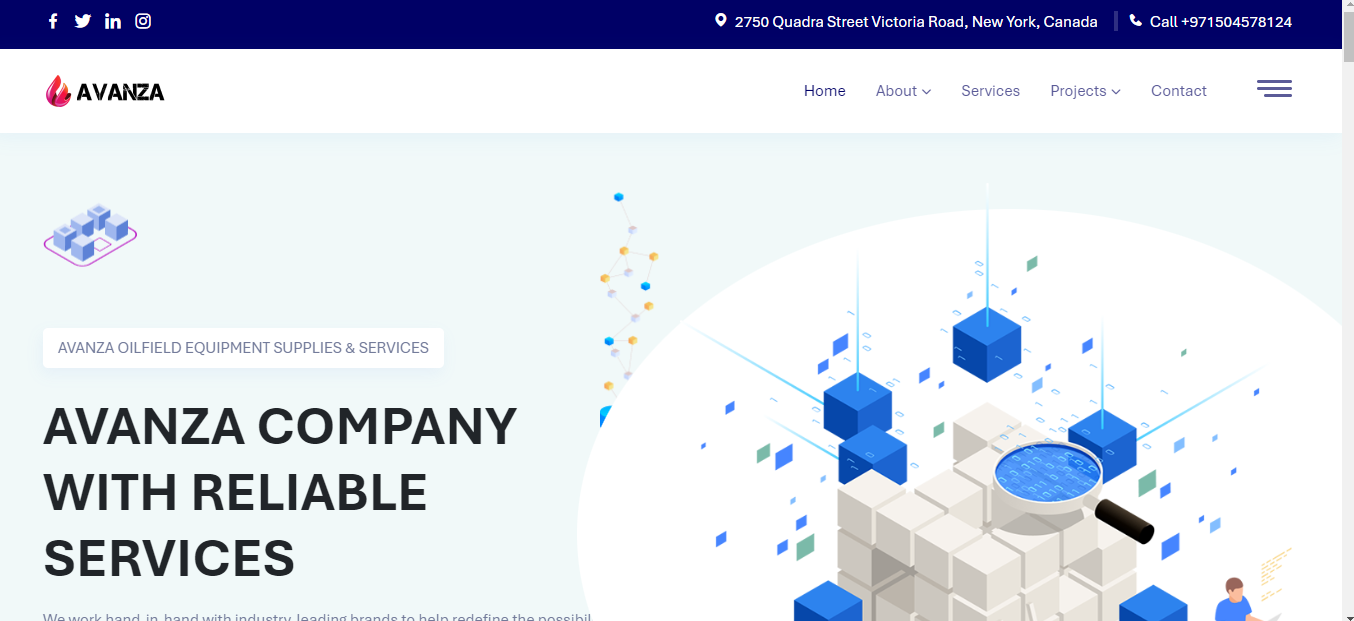 2750 Quadra Street Victoria Road, New York, Canada
Call +971504578124
AVANZA
Home
About
Services
Projects
Contact
AVANZA OILFIELD EQUIPMENT SUPPLIES & SERVICES
AVANZA COMPANY
WITH RELIABLE
SERVICES
We work hand-in-hand with industry-leading brands to help redefine the possibil